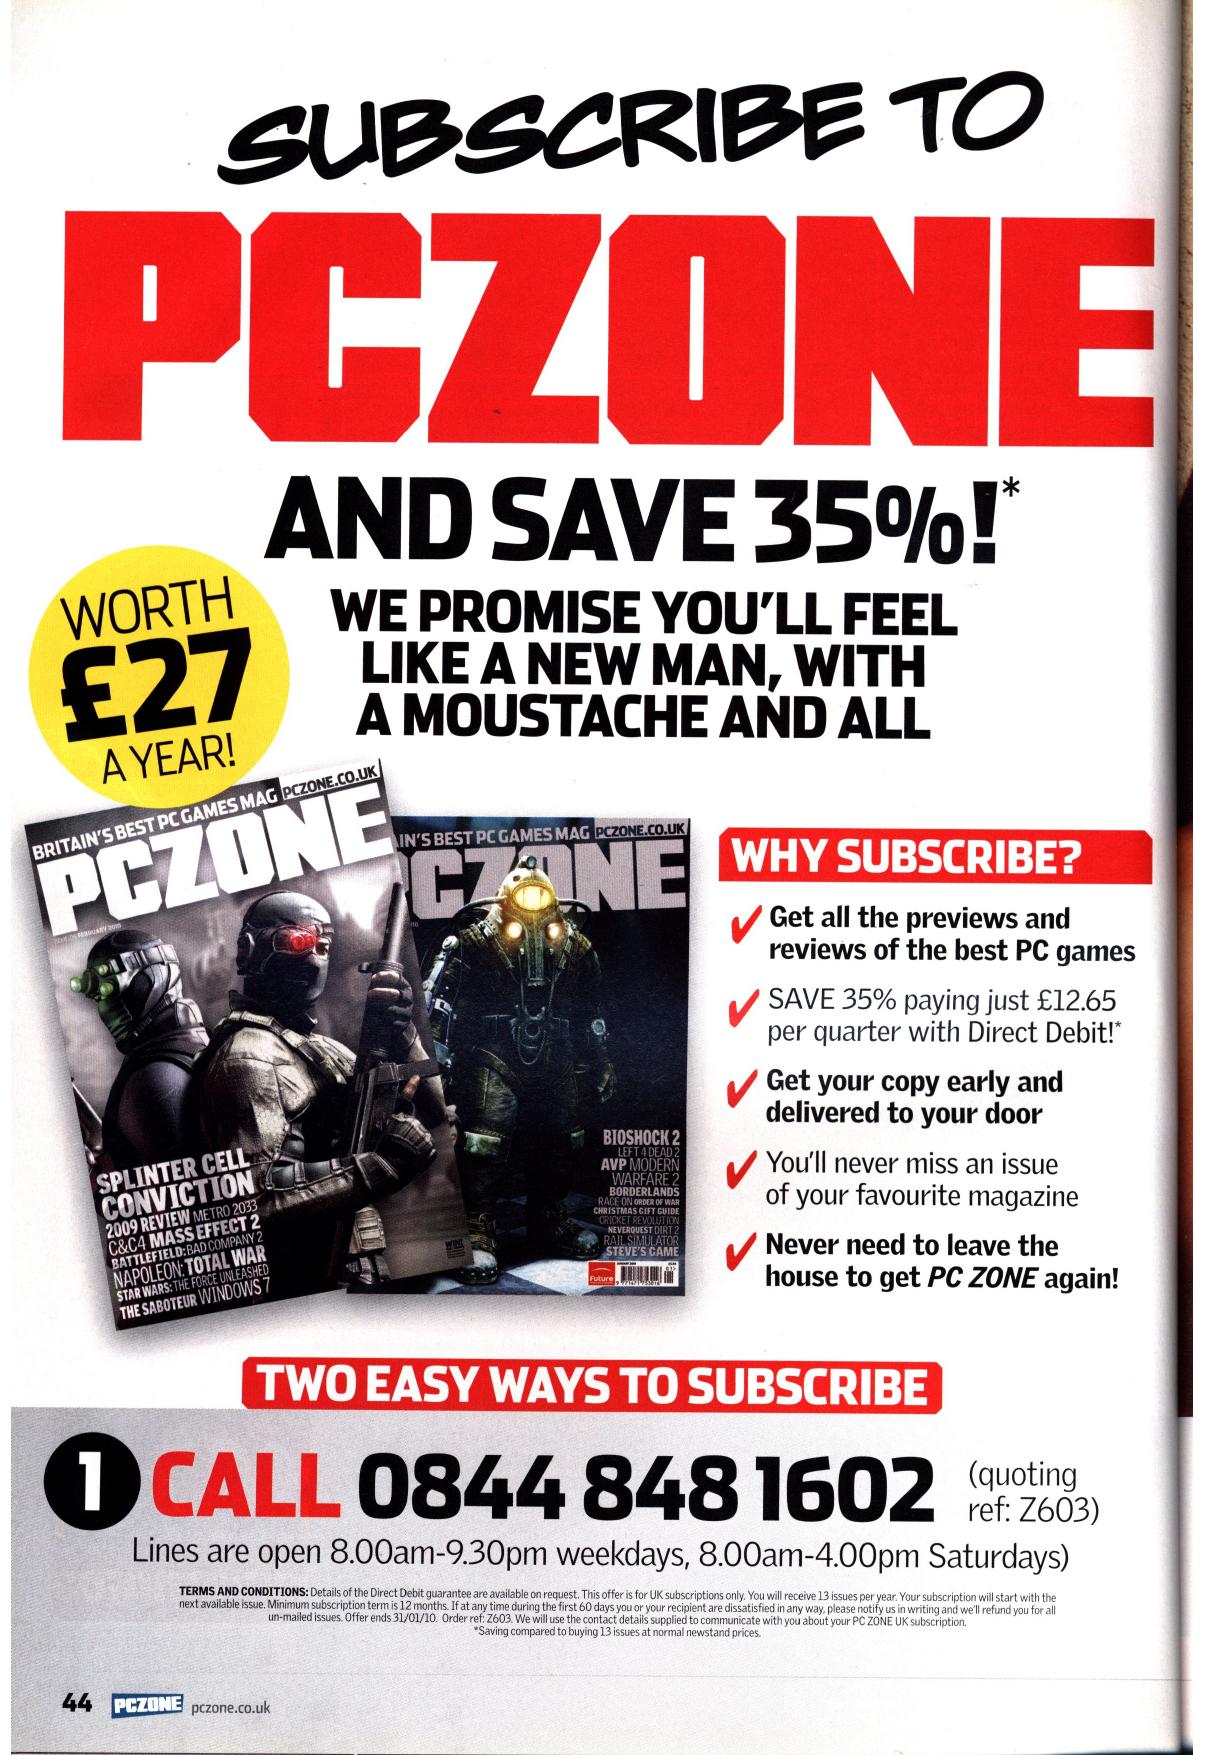 SUBSCRIBE TO
PCZONE
AND SAVE 35%!*
WE PROMISE YOU'LL FEEL
LIKE A NEW MAN, WITH
A MOUSTACHE AND ALL
WORTH
£27
A YEAR!
BRITAIN'S BEST PC GAMES MAG PCZONE.CO.UK
PCZONE
FEBRUARY 2010
SPLINTER CELL
CONVICTION
2009 REVIEW METRO 2033
C&C4 MASS EFFECT 2
BATTLEFIELD: BAD COMPANY 2
NAPOLEON: TOTAL WAR
STAR WARS: THE FORCE UNLEASHED
THE SABOTEUR WINDOWS 7
WIN!
AIN'S BEST PC GAMES MAG PCZONE.CO.UK
CZONE
BIOSHOCK 2
LEFT 4 DEAD 2
AVP MODERN
WARFARE 2
BORDERLANDS
RACE ON ORDER OF WAR
CHRISTMAS GIFT GUIDE
CRICKET REVOLUTION
NEVERQUEST DIRT 2
RAIL SIMULATOR
STEVE'S GAME
Future
WHY SUBSCRIBE?
Get all the previews and
reviews of the best PC games
SAVE 35% paying just £12.65
per quarter with Direct Debit!*
Get your copy early and
delivered to your door
You'll never miss an issue
of your favourite magazine
Never need to leave the
house to get PC ZONE again!
TWO EASY WAYS TO SUBSCRIBE
1 CALL 0844 848 1602 (quoting
ref: Z603)
Lines are open 8.00am-9.30pm weekdays, 8.00am-4.00pm Saturdays)
TERMS AND CONDITIONS: Details of the Direct Debit guarantee are available on request. This offer is for UK subscriptions only. You will receive 13 issues per year. Your subscription will start with the
next available issue. Minimum subscription term is 12 months. If at any time during the first 60 days you or your recipient are dissatisfied in any way, please notify us in writing and we'll refund you for all
un-mailed issues. Offer ends 31/01/10. Order ref: Z603. We will use the contact details supplied to communicate with you about your PC ZONE UK subscription.
*Saving compared to buying 13 issues at normal newstand prices.
44 PCZONE pczone.co.uk